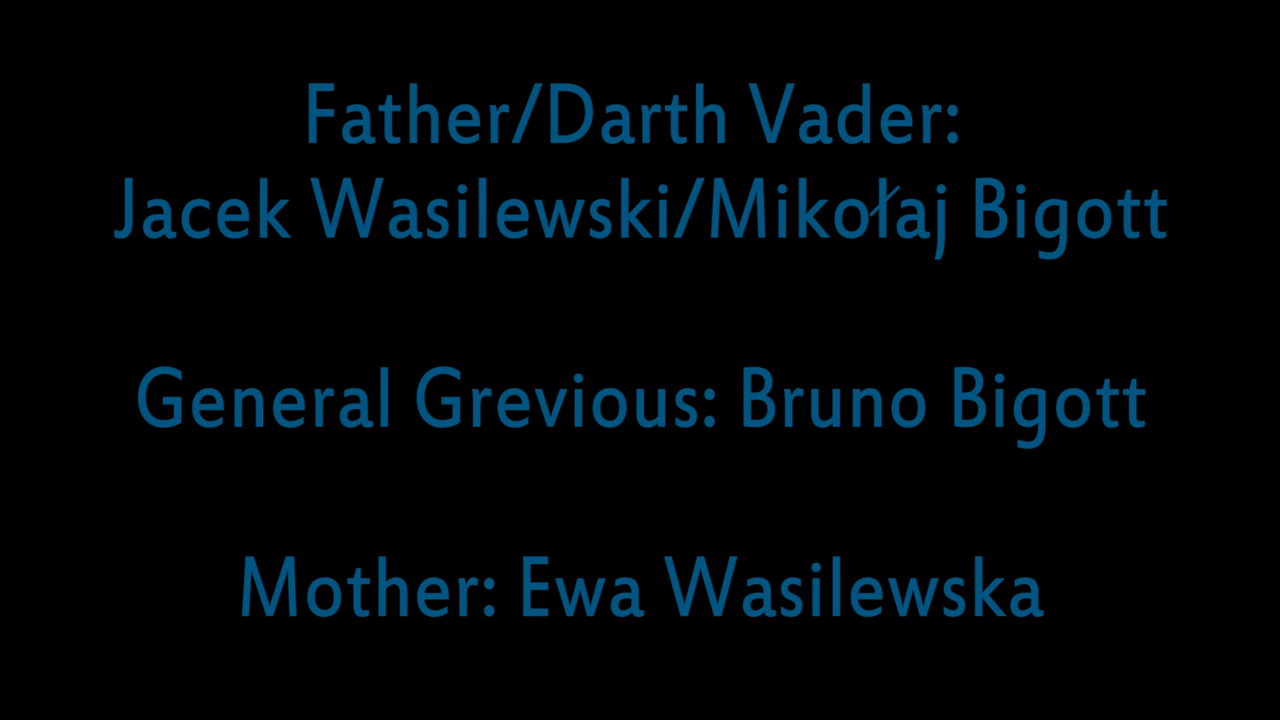 Father/Darth Vader:
Jacek Wasilewski/Mikołaj Bigott
General Grevious: Bruno Bigott
Mother: Ewa Wasilewska